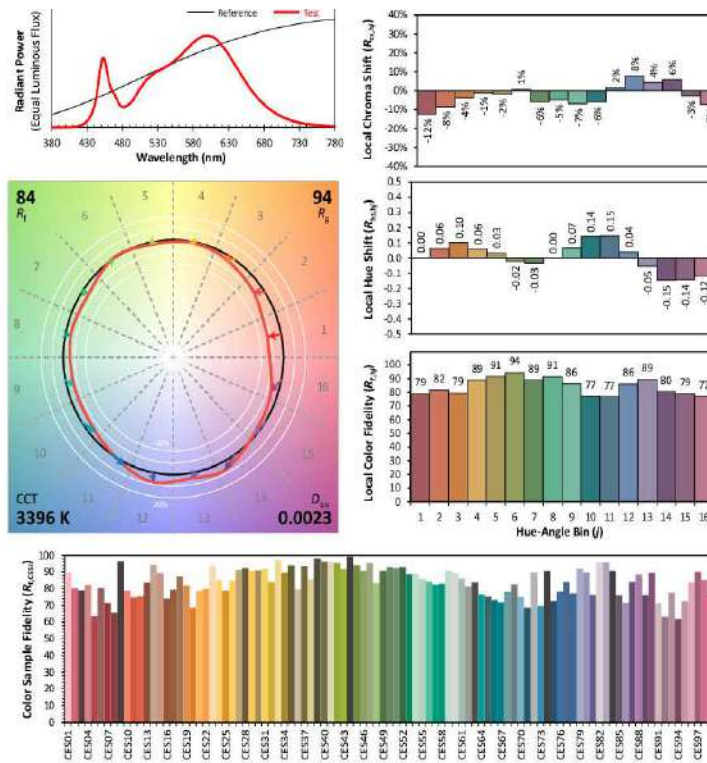 Radiant Power
(Equal Luminous Flux)
Reference
Test
380 430 480 530 580 630 680 730 780
Wavelength (nm)
Local Chroma Shift (Rcs,hj)
40%
30%
20%
10%
0%
-10%
-20%
-30%
-40%
-12% -8% -4% -1% -2% 1% -6% -5% -7% -6% 2% 8% 4% 6% -3%
84
Rf
94
Rg
1 2 3 4 5 6 7 8 9 10 11 12 13 14 15 16
CCT
3396 K
Duv
0.0023
Local Hue Shift (Rhs,hj)
0.5
0.4
0.3
0.2
0.1
0.0
-0.1
-0.2
-0.3
-0.4
-0.5
0.00 0.06 0.10 0.06 0.03 -0.02 -0.03 0.00 0.07 0.14 0.15 0.04 -0.05 -0.15 -0.14 -0.12
Local Color Fidelity (Rf,hj)
100
90
80
70
60
50
40
30
20
10
0
79 82 79 89 91 94 89 91 86 77 77 86 89 80 79 77
1 2 3 4 5 6 7 8 9 10 11 12 13 14 15 16
Hue-Angle Bin (j)
Color Sample Fidelity (Rf,CESi)
100
90
80
70
60
50
40
30
20
10
0
CES01 CES04 CES07 CES10 CES13 CES16 CES19 CES22 CES25 CES28 CES31 CES34 CES37 CES40 CES43 CES46 CES49 CES52 CES55 CES58 CES61 CES64 CES67 CES70 CES73 CES76 CES79 CES82 CES85 CES88 CES91 CES94 CES97